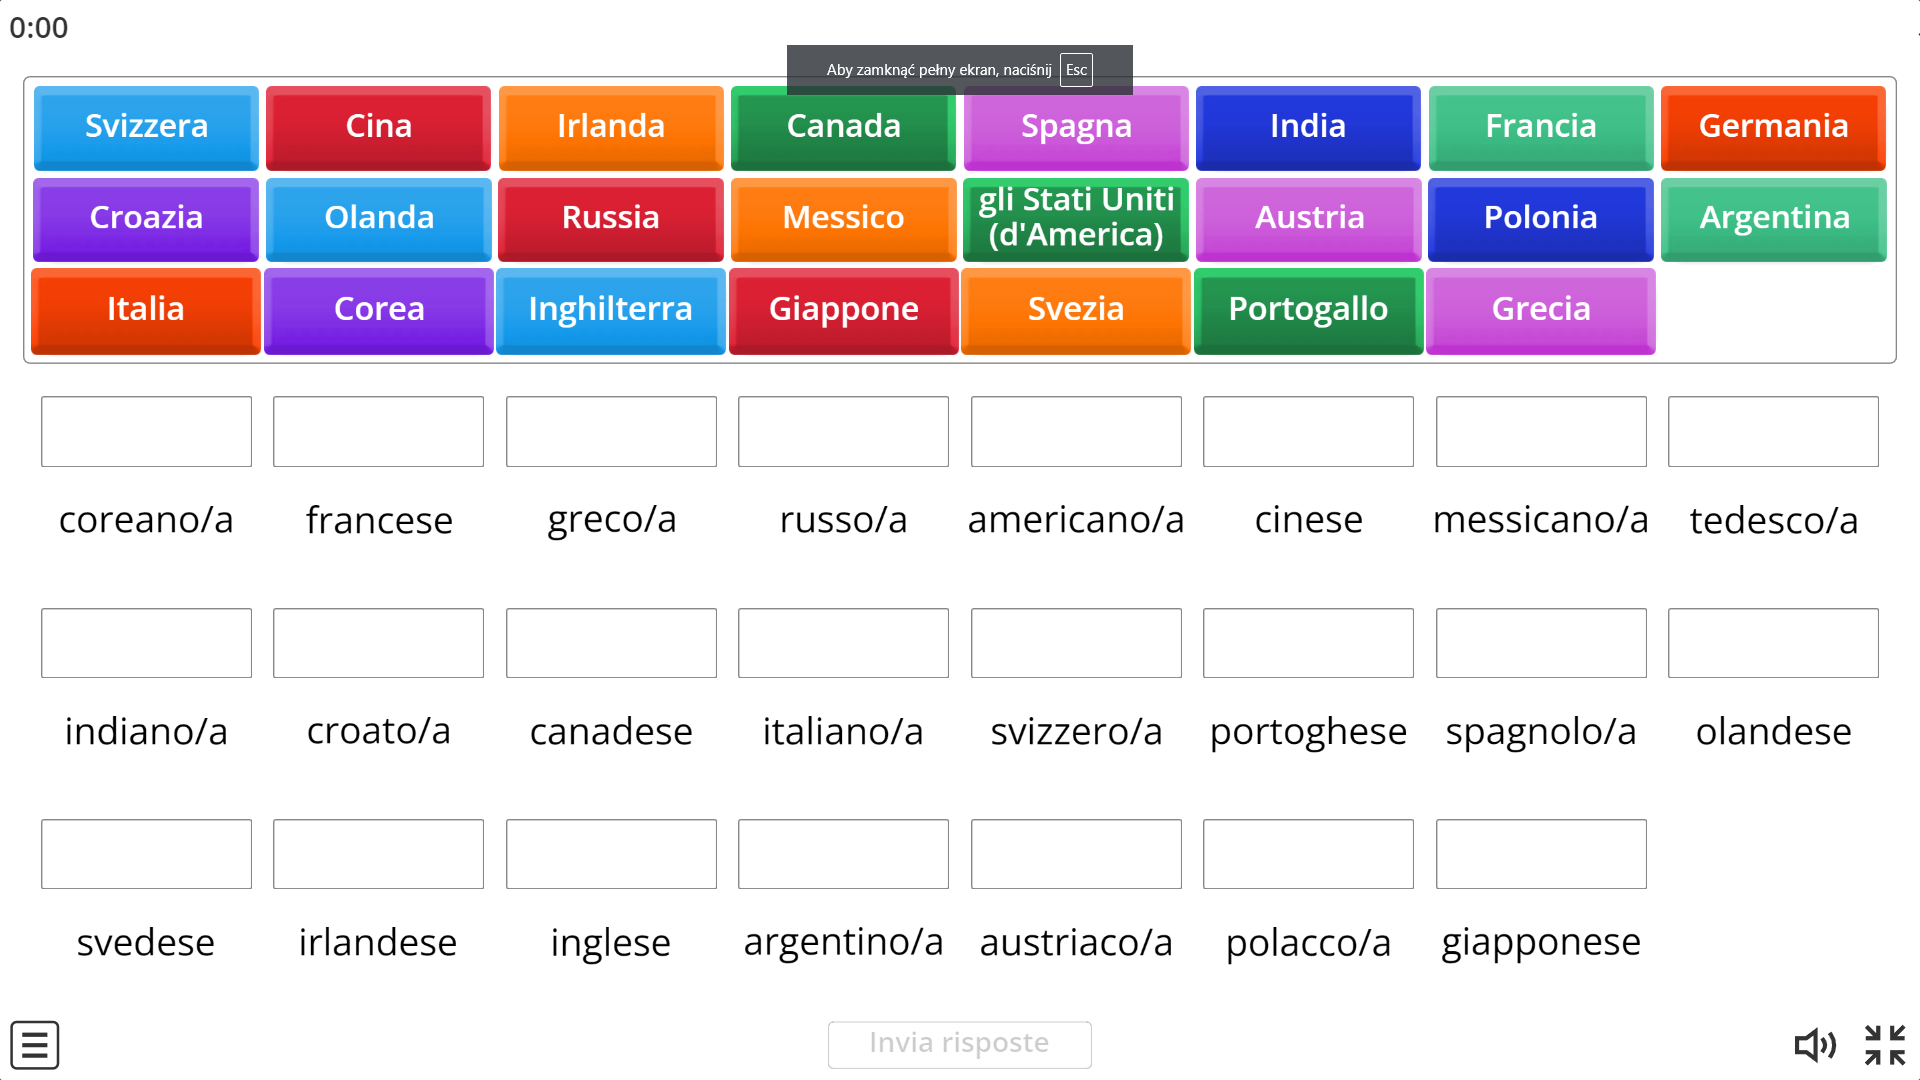 0:00
Aby zamknąć pełny ekran, naciśnij Esc
Svizzera
Cina
Irlanda
Canada
Spagna
India
Francia
Germania
Croazia
Olanda
Russia
Messico
gli Stati Uniti
(d'America)
Austria
Polonia
Argentina
Italia
Corea
Inghilterra
Giappone
Svezia
Portogallo
Grecia
coreano/a
francese
greco/a
russo/a
americano/a
cinese
messicano/a
tedesco/a
indiano/a
croato/a
canadese
italiano/a
svizzero/a
portoghese
spagnolo/a
olandese
svedese
irlandese
inglese
argentino/a
austriaco/a
polacco/a
giapponese
Invia risposte